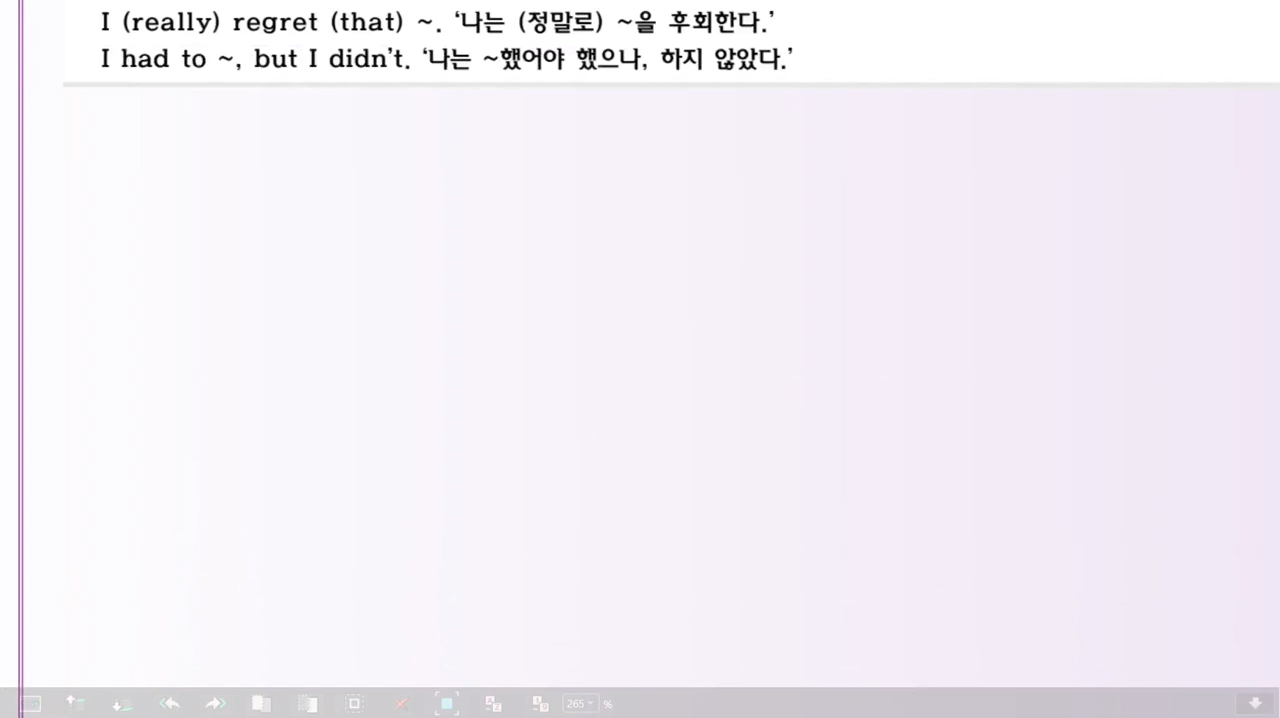 I (really) regret (that) ~. ‘나는 (정말로) ~을 후회한다.’
I had to ~, but I didn’t. ‘나는 ~했어야 했으나, 하지 않았다.’
265 %